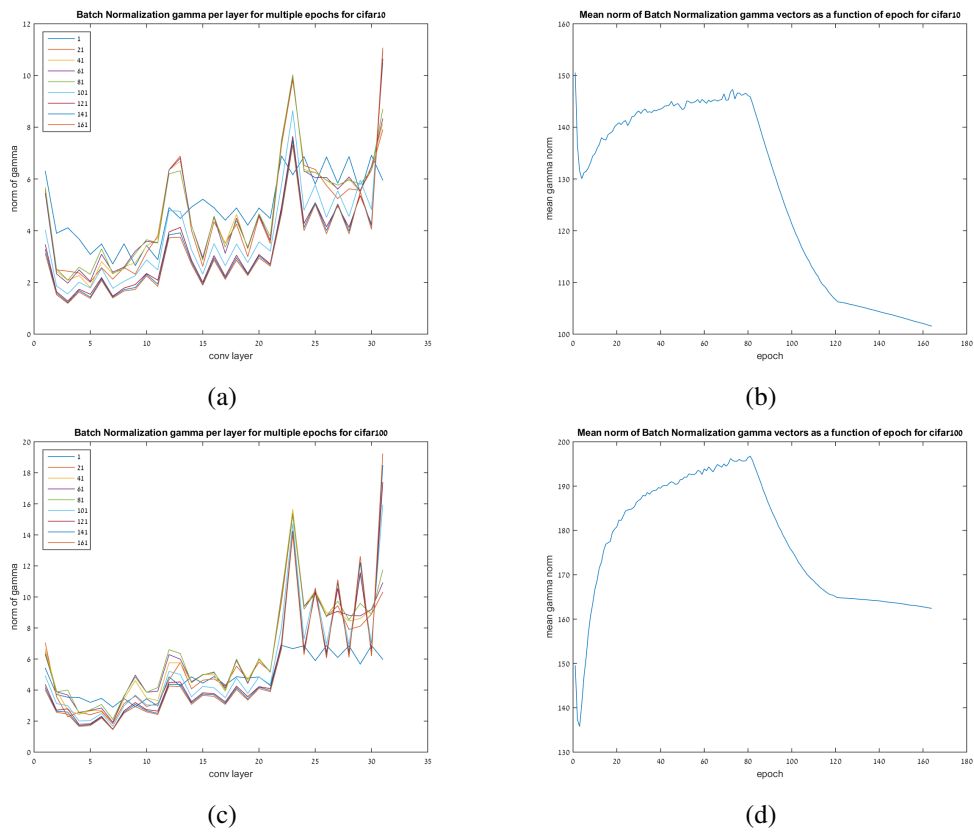 Batch Normalization gamma per layer for multiple epochs for cifar10
12
10
8
6
4
2
0
norm of gamma
1
21
41
61
81
101
121
141
161
0 5 10 15 20 25 30 35
conv layer
(a)
Mean norm of Batch Normalization gamma vectors as a function of epoch for cifar10
160
150
140
130
120
110
100
mean gamma norm
0 20 40 60 80 100 120 140 160 180
epoch
(b)
Batch Normalization gamma per layer for multiple epochs for cifar100
20
18
16
14
12
10
8
6
4
2
0
norm of gamma
1
21
41
61
81
101
121
141
161
0 5 10 15 20 25 30 35
conv layer
(c)
Mean norm of Batch Normalization gamma vectors as a function of epoch for cifar100
200
190
180
170
160
150
140
130
mean gamma norm
0 20 40 60 80 100 120 140 160 180
epoch
(d)